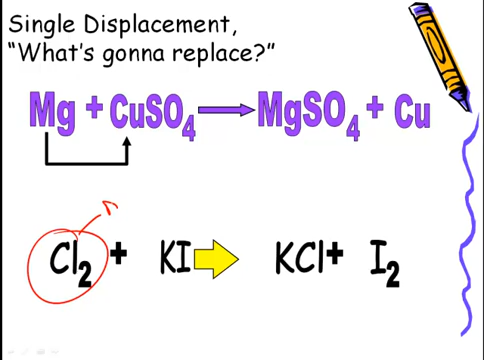 Single Displacement,
“What's gonna replace?”
Mg + CuSO₄ → MgSO₄ + Cu
Cl₂ + KI → KCl + I₂